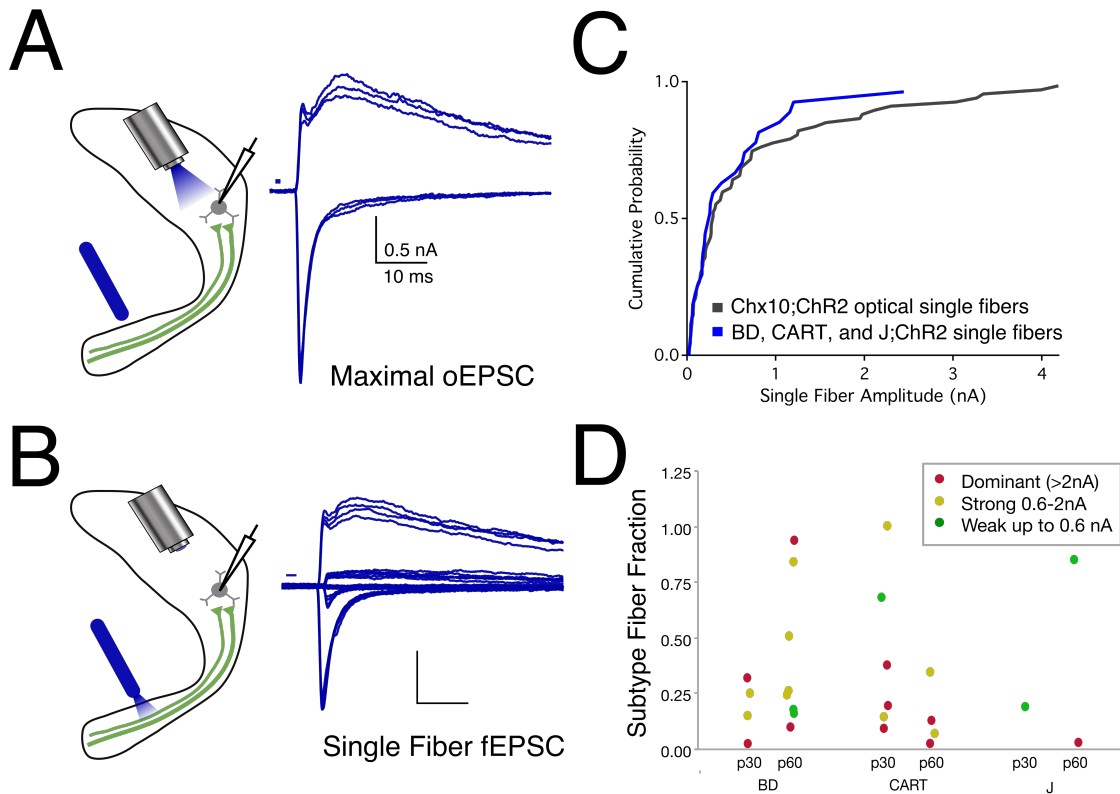 A
0.5 nA
10 ms
Maximal oEPSC
B
Single Fiber fEPSC
C
Cumulative Probability
1.0
0.5
0.0
Chx10;ChR2 optical single fibers
BD, CART, and J;ChR2 single fibers
0
1
2
3
4
Single Fiber Amplitude (nA)
D
Subtype Fiber Fraction
1.25
1.00
0.75
0.50
0.25
0.00
Dominant (>2nA)
Strong 0.6-2nA
Weak up to 0.6 nA
p30 p60 p30 p60 p30 p60
BD CART J